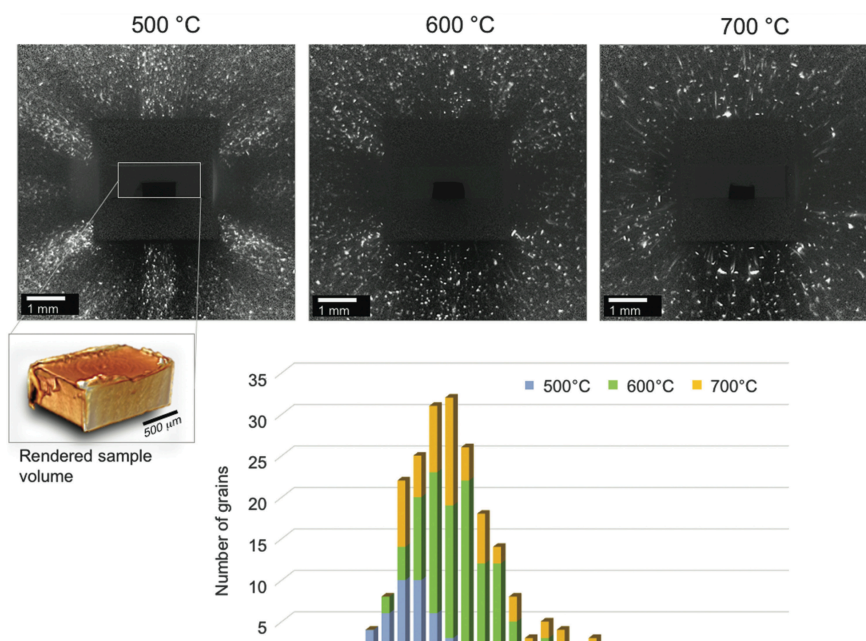 500 °C
600 °C
700 °C
1 mm
1 mm
1 mm
500 μm
Rendered sample
volume
500°C
600°C
700°C
Number of grains
35
30
25
20
15
10
5